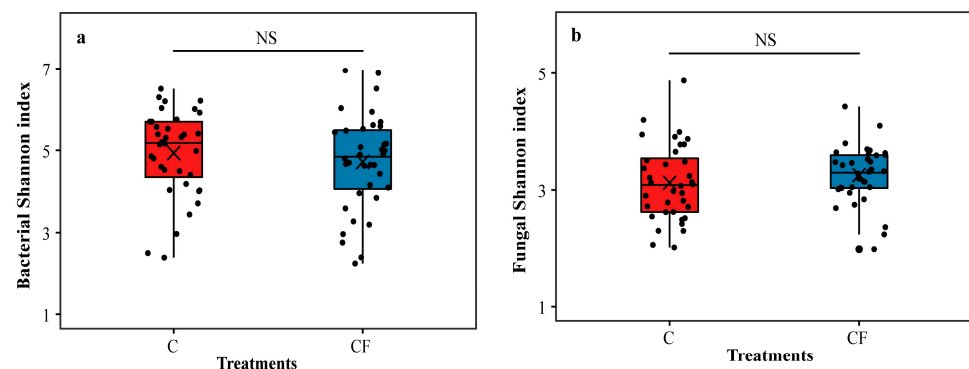 a
NS
Bacterial Shannon index
7
5
3
1
C
CF
Treatments
b
NS
Fungal Shannon index
5
3
1
C
CF
Treatments